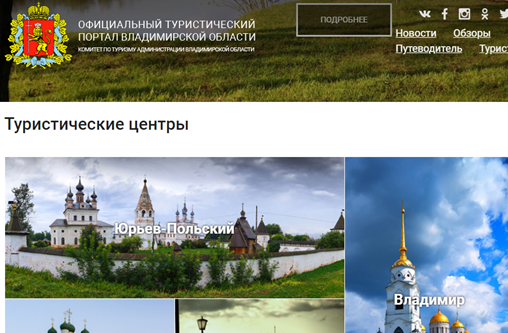 ОФИЦИАЛЬНЫЙ ТУРИСТИЧЕСКИЙ
ПОРТАЛ ВЛАДИМИРСКОЙ ОБЛАСТИ
КОМИТЕТ ПО ТУРИЗМУ АДМИНИСТРАЦИИ ВЛАДИМИРСКОЙ ОБЛАСТИ
ПОДРОБНЕЕ
Новости Обзоры
Путеводитель Турист
Туристические центры
Юрьев-Польский
Владимир